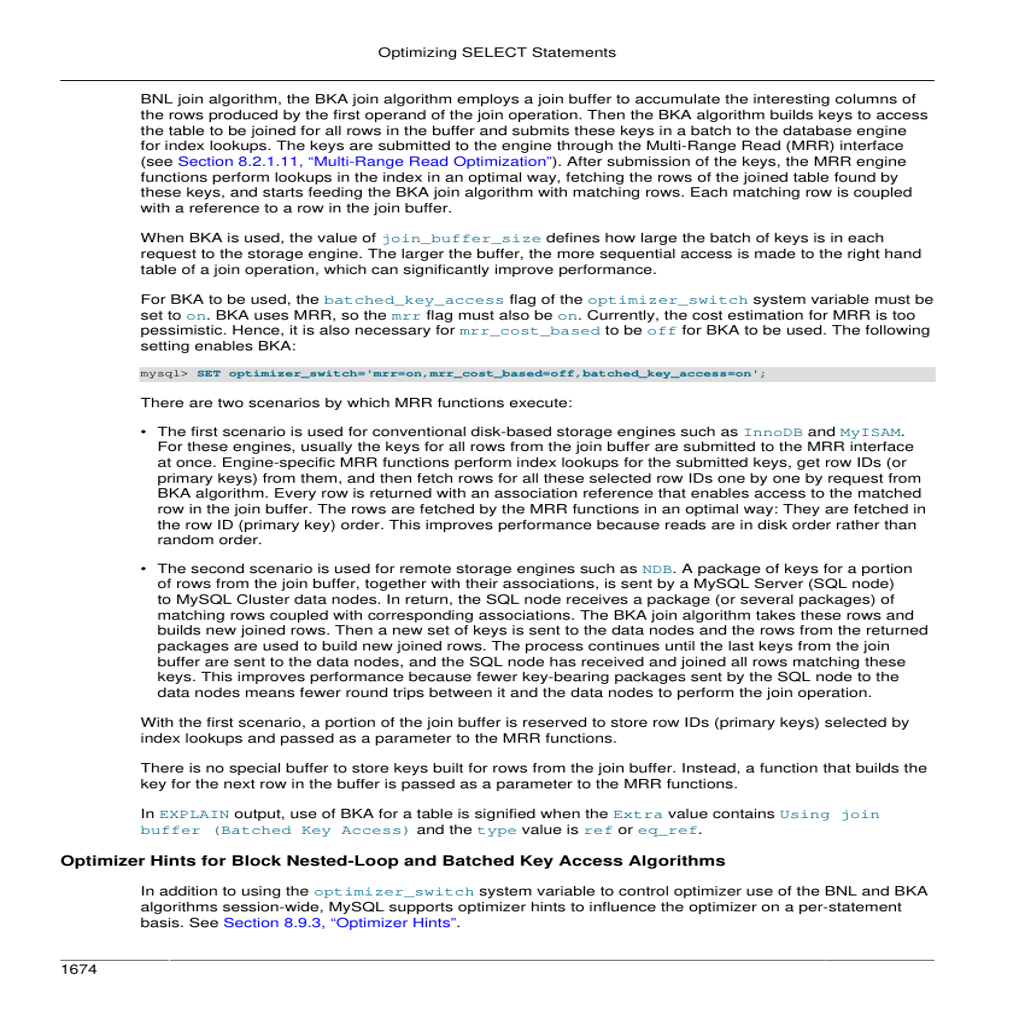 Optimizing SELECT Statements
BNL join algorithm, the BKA join algorithm employs a join buffer to accumulate the interesting columns of
the rows produced by the first operand of the join operation. Then the BKA algorithm builds keys to access
the table to be joined for all rows in the buffer and submits these keys in a batch to the database engine
for index lookups. The keys are submitted to the engine through the Multi-Range Read (MRR) interface
(see Section 8.2.1.11, “Multi-Range Read Optimization”). After submission of the keys, the MRR engine
functions perform lookups in the index in an optimal way, fetching the rows of the joined table found by
these keys, and starts feeding the BKA join algorithm with matching rows. Each matching row is coupled
with a reference to a row in the join buffer.
When BKA is used, the value of join_buffer_size defines how large the batch of keys is in each
request to the storage engine. The larger the buffer, the more sequential access is made to the right hand
table of a join operation, which can significantly improve performance.
For BKA to be used, the batched_key_access flag of the optimizer_switch system variable must be
set to on. BKA uses MRR, so the mrr flag must also be on. Currently, the cost estimation for MRR is too
pessimistic. Hence, it is also necessary for mrr_cost_based to be off for BKA to be used. The following
setting enables BKA:
mysql> SET optimizer_switch='mrr=on,mrr_cost_based=off,batched_key_access=on';
There are two scenarios by which MRR functions execute:
• The first scenario is used for conventional disk-based storage engines such as InnoDB and MyISAM.
For these engines, usually the keys for all rows from the join buffer are submitted to the MRR interface
at once. Engine-specific MRR functions perform index lookups for the submitted keys, get row IDs (or
primary keys) from them, and then fetch rows for all these selected row IDs one by one by request from
BKA algorithm. Every row is returned with an association reference that enables access to the matched
row in the join buffer. The rows are fetched by the MRR functions in an optimal way: They are fetched in
the row ID (primary key) order. This improves performance because reads are in disk order rather than
random order.
• The second scenario is used for remote storage engines such as NDB. A package of keys for a portion
of rows from the join buffer, together with their associations, is sent by a MySQL Server (SQL node)
to MySQL Cluster data nodes. In return, the SQL node receives a package (or several packages) of
matching rows coupled with corresponding associations. The BKA join algorithm takes these rows and
builds new joined rows. Then a new set of keys is sent to the data nodes and the rows from the returned
packages are used to build new joined rows. The process continues until the last keys from the join
buffer are sent to the data nodes, and the SQL node has received and joined all rows matching these
keys. This improves performance because fewer key-bearing packages sent by the SQL node to the
data nodes means fewer round trips between it and the data nodes to perform the join operation.
With the first scenario, a portion of the join buffer is reserved to store row IDs (primary keys) selected by
index lookups and passed as a parameter to the MRR functions.
There is no special buffer to store keys built for rows from the join buffer. Instead, a function that builds the
key for the next row in the buffer is passed as a parameter to the MRR functions.
In EXPLAIN output, use of BKA for a table is signified when the Extra value contains Using join
buffer (Batched Key Access) and the type value is ref or eq_ref.
Optimizer Hints for Block Nested-Loop and Batched Key Access Algorithms
In addition to using the optimizer_switch system variable to control optimizer use of the BNL and BKA
algorithms session-wide, MySQL supports optimizer hints to influence the optimizer on a per-statement
basis. See Section 8.9.3, “Optimizer Hints”.
1674